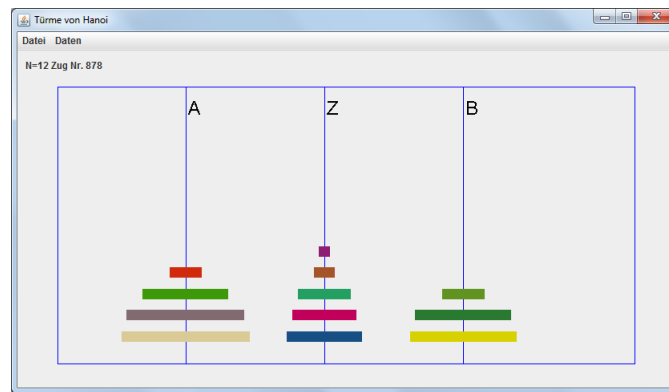 Türme von Hanoi
Datei Daten
N=12 Zug Nr. 878
A Z B